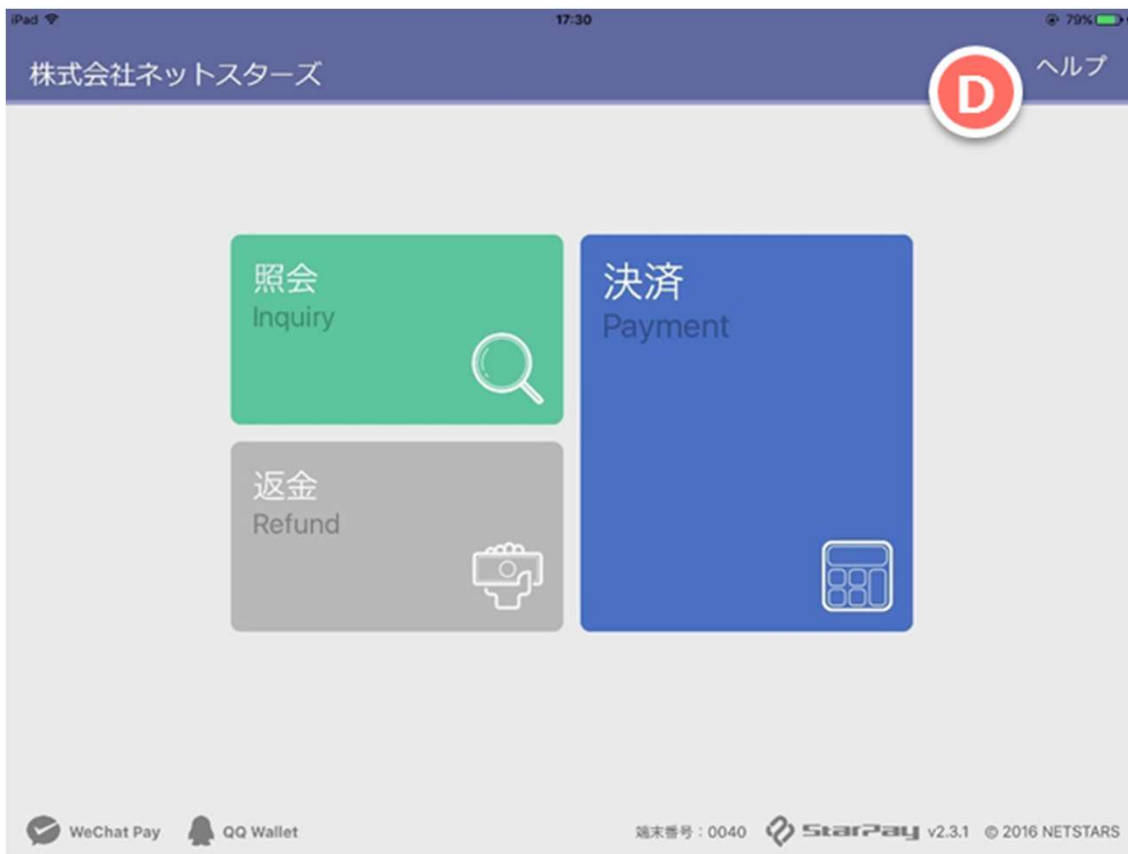 iPad 17:30 79%
株式会社ネットスターズ
D ヘルプ
照会
Inquiry
決済
Payment
返金
Refund
WeChat Pay QQ Wallet 端末番号：0040 StarPay v2.3.1 © 2016 NETSTARS